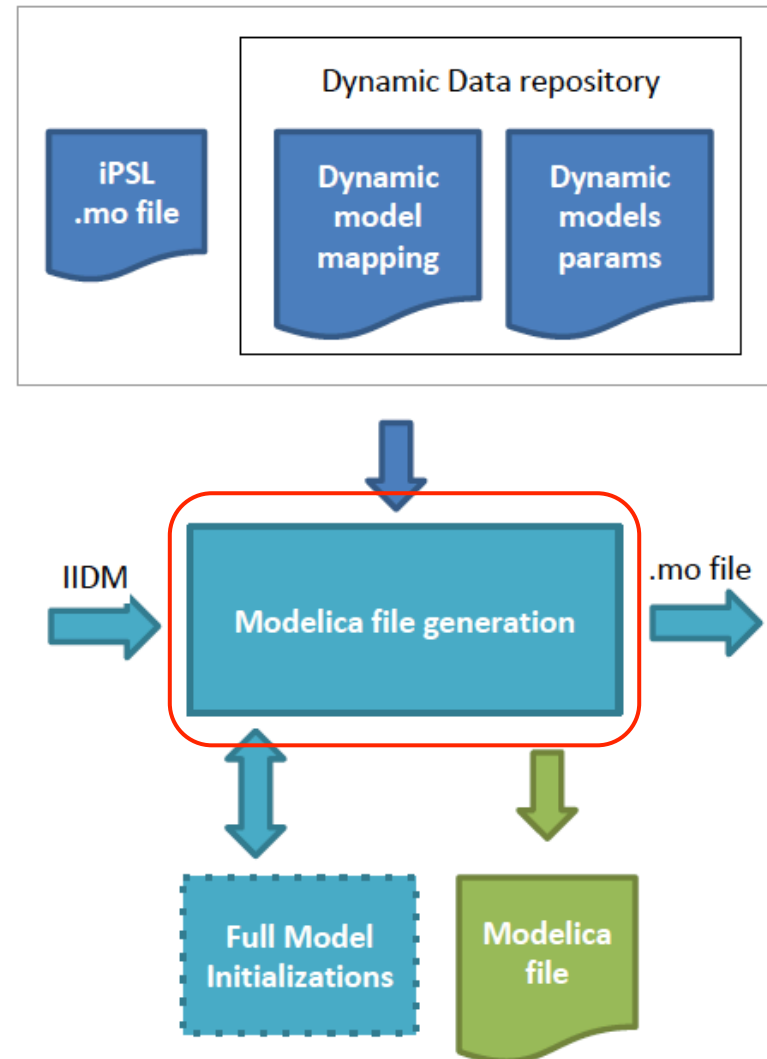 Dynamic Data repository
iPSL
.mo file
Dynamic
model
mapping
Dynamic
models
params
IIDM
.mo file
Modelica file generation
Full Model
Initializations
Modelica
file